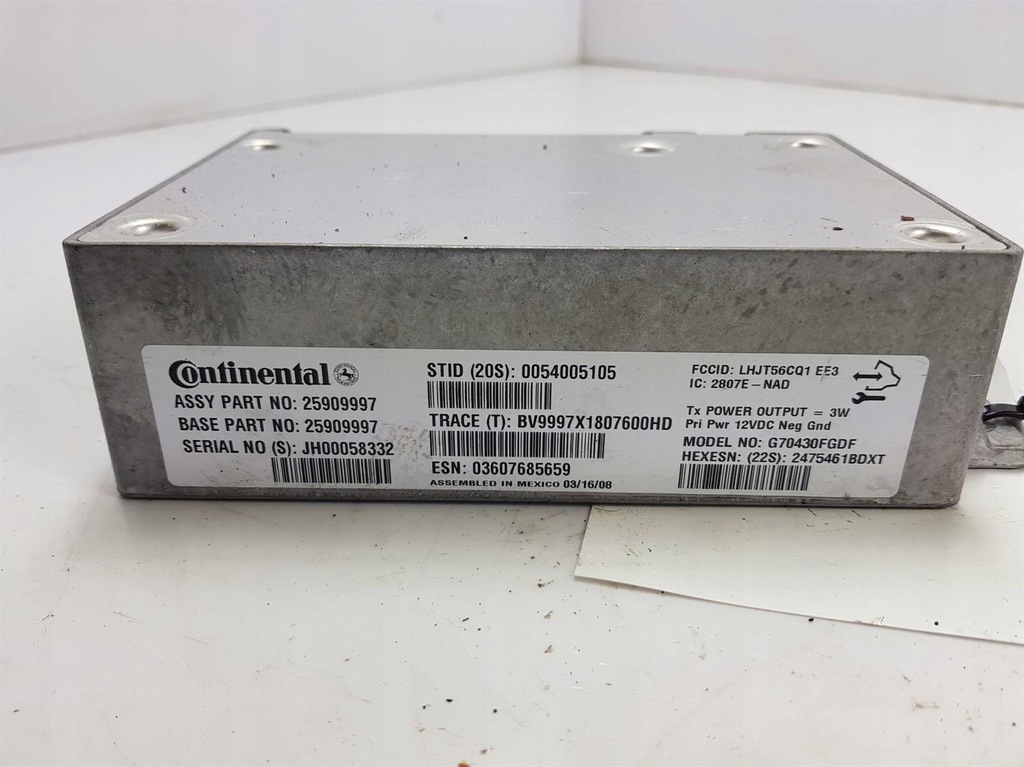 Continental
ASSY PART NO: 25909997
BASE PART NO: 25909997
SERIAL NO (S): JH00058332
STID (20S): 0054005105
TRACE (T): BV9997X1807600HD
ESN: 03607685659
ASSEMBLED IN MEXICO 03/16/08
FCCID: LHJT56CQ1 EE3
IC: 2807E-NAD
Tx POWER OUTPUT = 3W
Pri Pwr 12VDC Neg Gnd
MODEL NO: G70430FGDF
HEXESN: (22S): 2475461BDXT